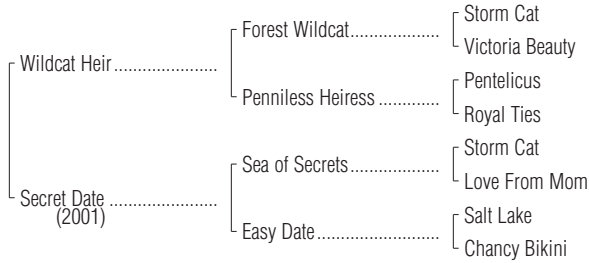 Storm Cat
Forest Wildcat...................
Victoria Beauty
Wildcat Heir......................
Pentelicus
Penniless Heiress.............
Royal Ties
Storm Cat
Sea of Secrets...................
Love From Mom
Secret Date.......................
(2001)
Salt Lake
Easy Date..........................
Chancy Bikini